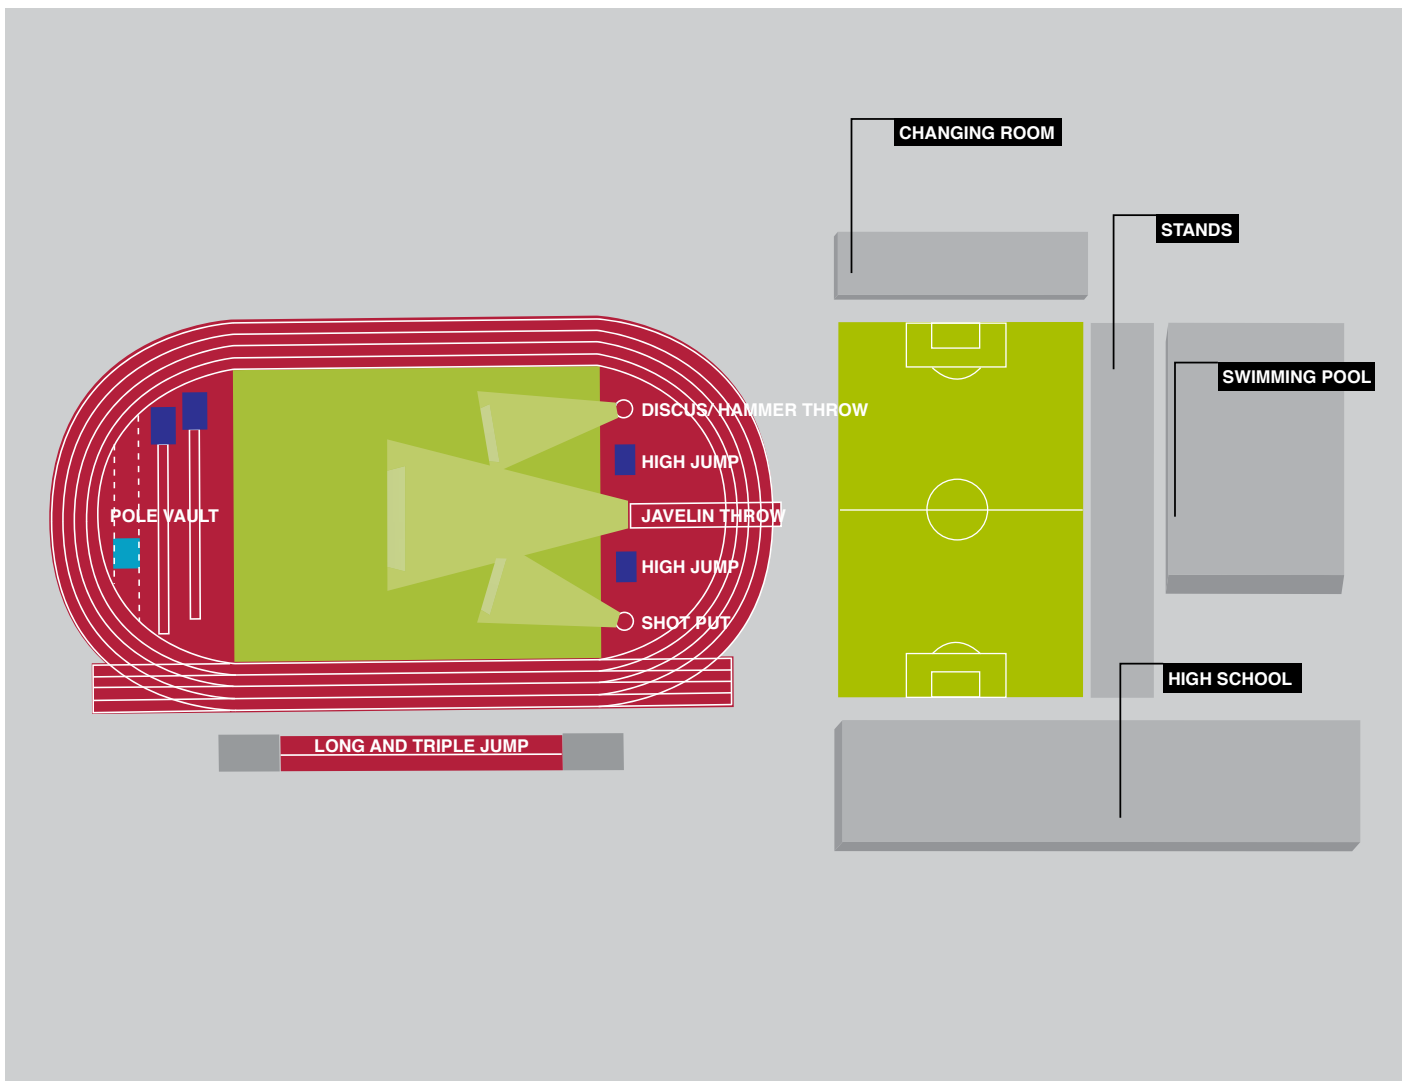 CHANGING ROOM
STANDS
SWIMMING POOL
DISCUS/ HAMMER THROW
HIGH JUMP
POLE VAULT
JAVELIN THROW
HIGH JUMP
SHOT PUT
HIGH SCHOOL
LONG AND TRIPLE JUMP